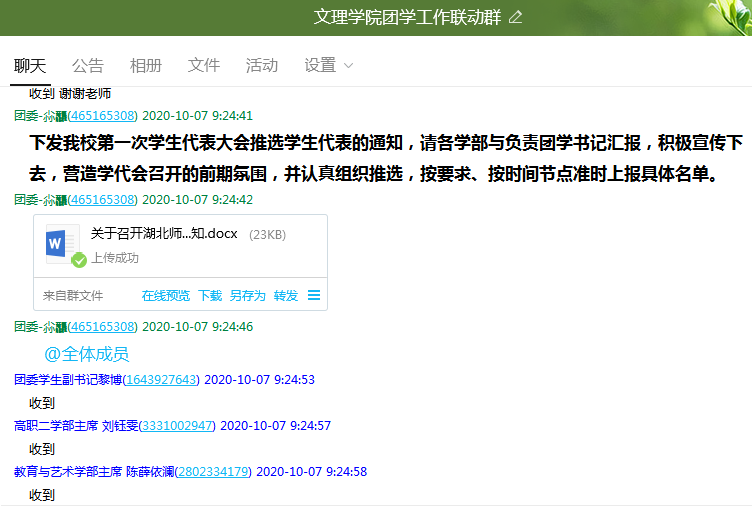 文理学院团学工作联动群
聊天 公告 相册 文件 活动 设置
收到 谢谢老师
团委-(465165308) 2020-10-07 9:24:41
下发我校第一次学生代表大会推选学生代表的通知，请各学部与负责团学书记汇报，积极宣传下
去，营造学代会召开的前期氛围，并认真组织推选，按要求、按时间节点准时上报具体名单。
团委-(465165308) 2020-10-07 9:24:42
关于召开湖北师...知.docx (23KB)
上传成功
来自群文件 在线预览 下载 另存为 转发
团委-(465165308) 2020-10-07 9:24:46
@全体成员
团委学生副书记黎博(1643927643) 2020-10-07 9:24:53
收到
高职二学部主席 刘钰雯(3331002947) 2020-10-07 9:24:57
收到
教育与艺术学部主席 陈薛依澜(2802334179) 2020-10-07 9:24:58
收到